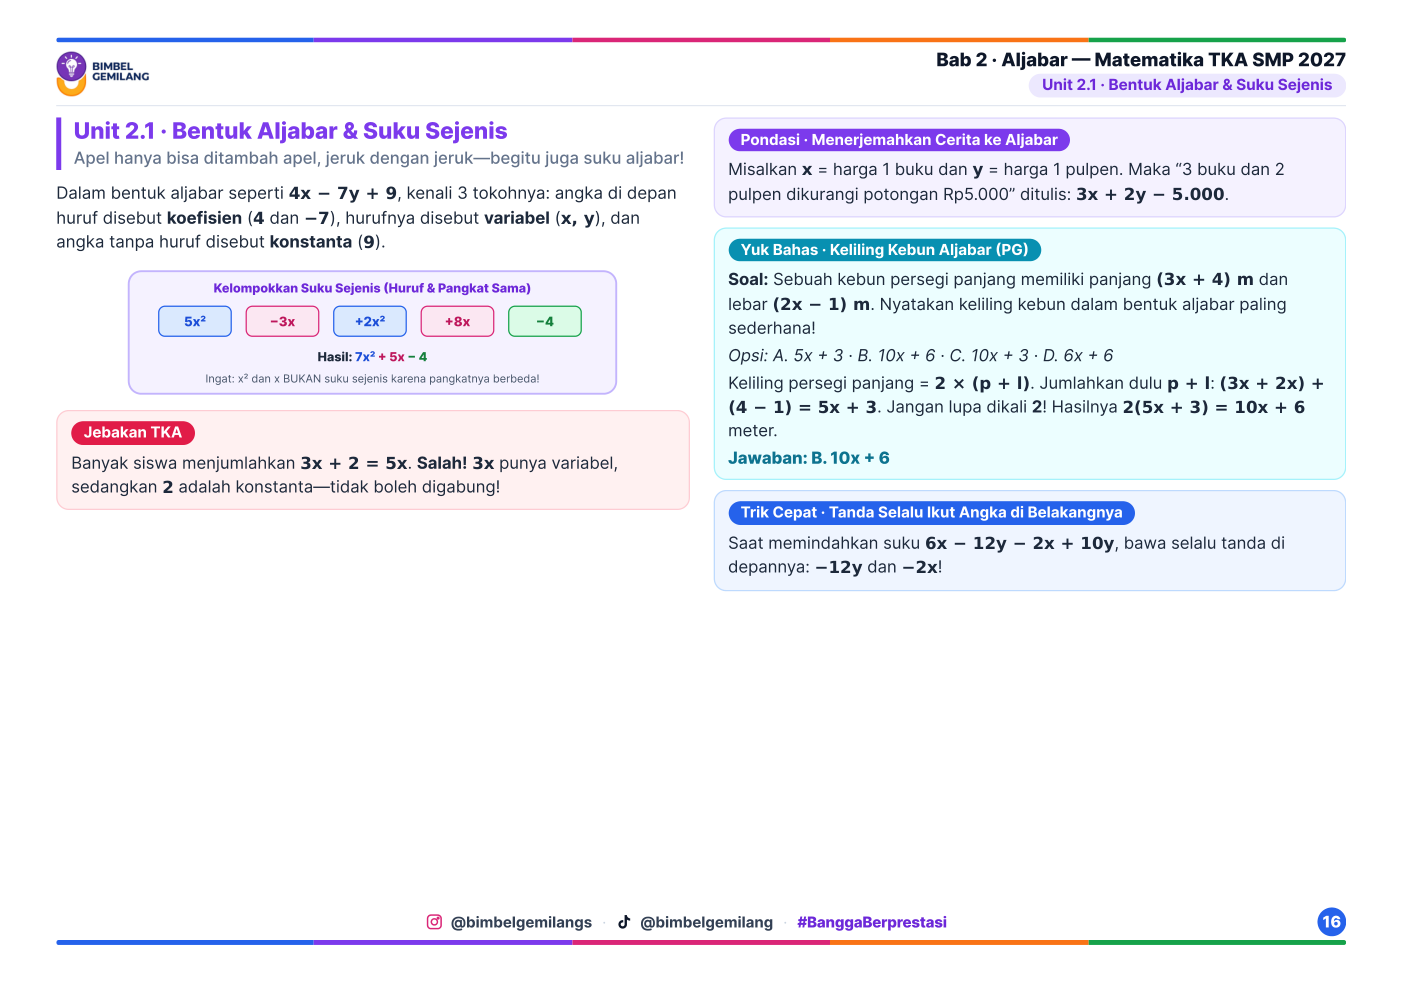 BIMBEL
GEMILANG
Bab 2 · Aljabar — Matematika TKA SMP 2027
Unit 2.1 · Bentuk Aljabar & Suku Sejenis
Unit 2.1 · Bentuk Aljabar & Suku Sejenis
Apel hanya bisa ditambah apel, jeruk dengan jeruk—begitu juga suku aljabar!
Dalam bentuk aljabar seperti 4x − 7y + 9, kenali 3 tokohnya: angka di depan
huruf disebut koefisien (4 dan −7), hurufnya disebut variabel (x, y), dan
angka tanpa huruf disebut konstanta (9).
Kelompokkan Suku Sejenis (Huruf & Pangkat Sama)
5x² −3x +2x² +8x −4
Hasil: 7x² + 5x − 4
Ingat: x² dan x BUKAN suku sejenis karena pangkatnya berbeda!
Jebakan TKA
Banyak siswa menjumlahkan 3x + 2 = 5x. Salah! 3x punya variabel,
sedangkan 2 adalah konstanta—tidak boleh digabung!
Pondasi · Menerjemahkan Cerita ke Aljabar
Misalkan x = harga 1 buku dan y = harga 1 pulpen. Maka “3 buku dan 2
pulpen dikurangi potongan Rp5.000” ditulis: 3x + 2y − 5.000.
Yuk Bahas · Keliling Kebun Aljabar (PG)
Soal: Sebuah kebun persegi panjang memiliki panjang (3x + 4) m dan
lebar (2x − 1) m. Nyatakan keliling kebun dalam bentuk aljabar paling
sederhana!
Opsi: A. 5x + 3 · B. 10x + 6 · C. 10x + 3 · D. 6x + 6
Keliling persegi panjang = 2 × (p + l). Jumlahkan dulu p + l: (3x + 2x) +
(4 − 1) = 5x + 3. Jangan lupa dikali 2! Hasilnya 2(5x + 3) = 10x + 6
meter.
Jawaban: B. 10x + 6
Trik Cepat · Tanda Selalu Ikut Angka di Belakangnya
Saat memindahkan suku 6x − 12y − 2x + 10y, bawa selalu tanda di
depannya: −12y dan −2x!
@bimbelgemilangs · @bimbelgemilang · #BanggaBerprestasi
16